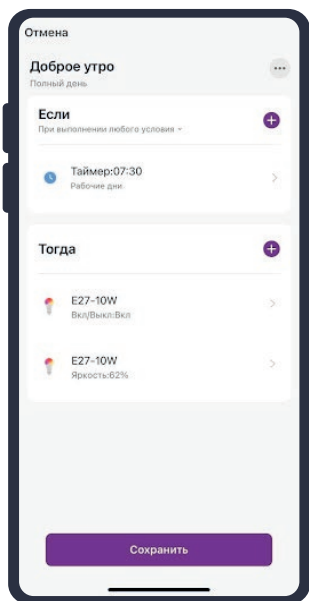 Отмена
Доброе утро
Полный день
Если
При выполнении любого условия
Таймер:07:30
Рабочие дни.
Тогда
E27-10W
Вкл/Выкл:Вкл
E27-10W
Яркость:62%
Сохранить